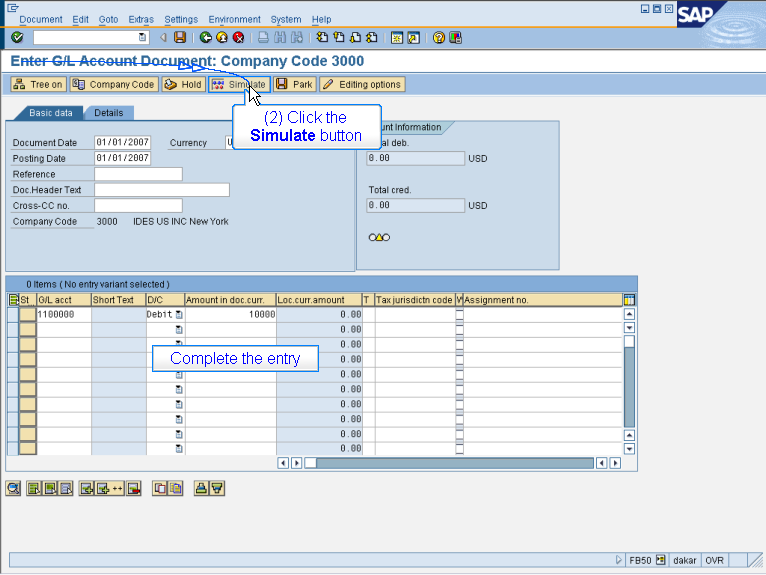 Document Edit Goto Extras Settings Environment System Help
SAP
Enter G/L Account Document: Company Code 3000
Tree on Company Code Hold Simulate Park Editing options
(2) Click the
Simulate button
Basic data Details
Document Date 01/01/2007 Currency
Posting Date 01/01/2007
Reference
Doc.Header Text
Cross-CC no.
Company Code 3000 IDES US INC New York
0.00 USD
Total cred.
0.00 USD
0 Items ( No entry variant selected )
St G/L acct Short Text D/C Amount in doc.curr. Loc.curr.amount T Tax jurisdictn code V Assignment no.
1100000 Debit 10000 0.00
0.00
0.00
0.00
Complete the entry
0.00
0.00
0.00
0.00
0.00
0.00
FB50 dakar OVR